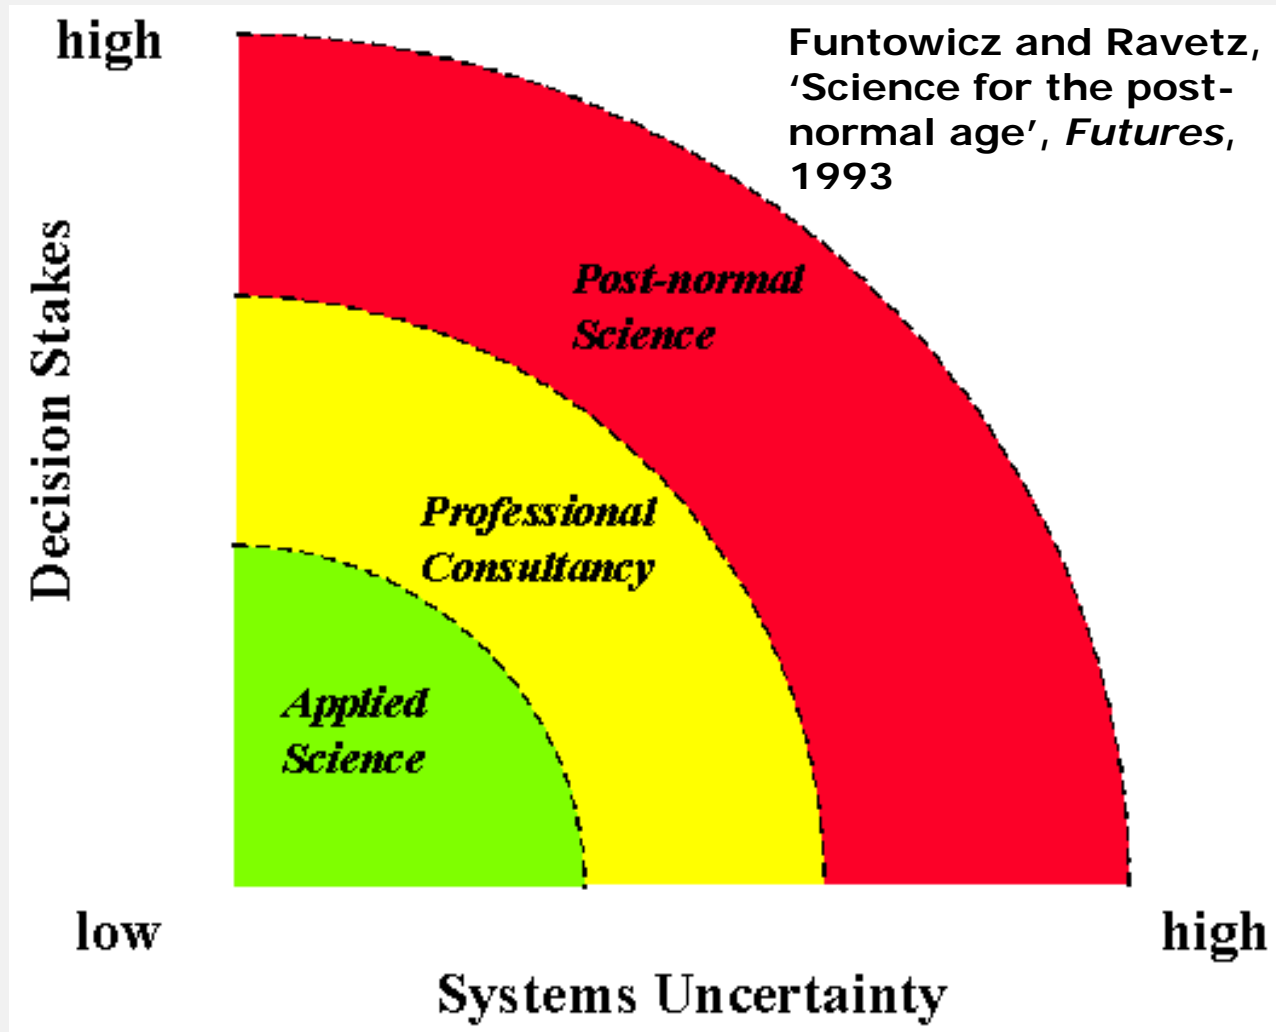 high
Funtowicz and Ravetz,
‘Science for the post-
normal age’, Futures,
1993
Decision Stakes
Post-normal
Science
Professional
Consultancy
Applied
Science
low
high
Systems Uncertainty